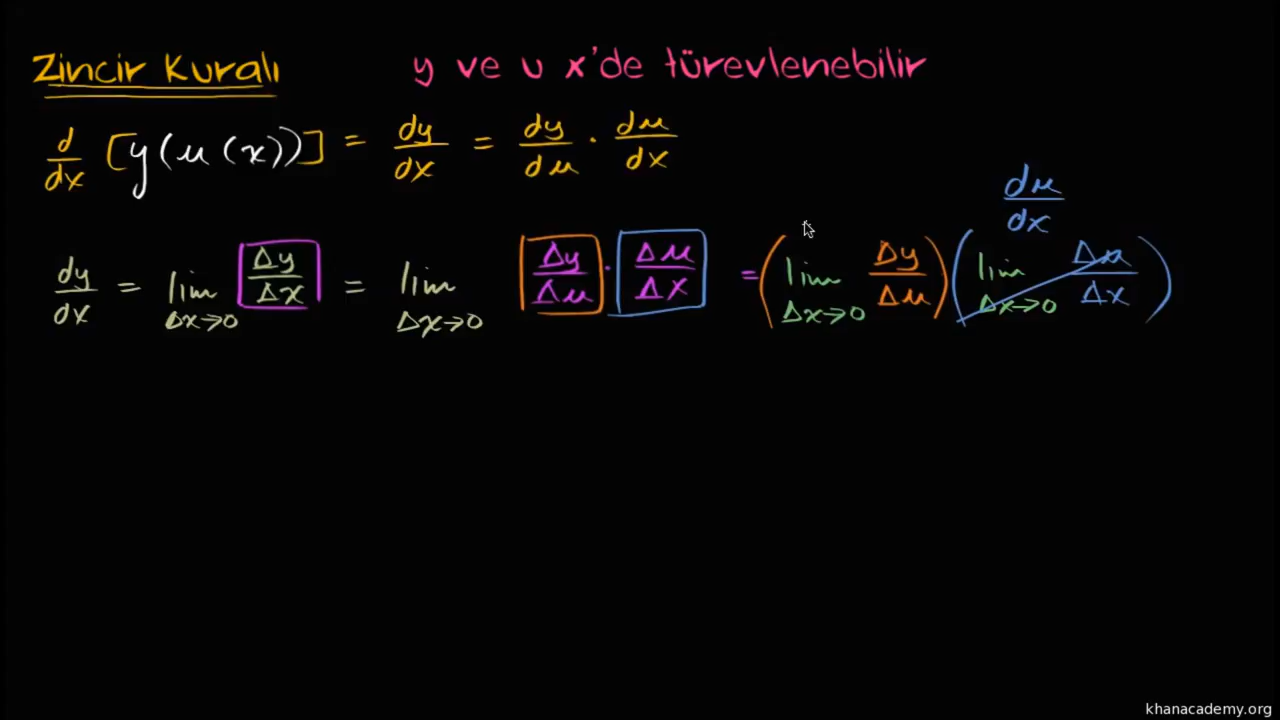 Zincir Kuralı y ve u x'de türevlenebilir
d/dx [y(u(x))] = dy/dx = dy/du · du/dx
du/dx
dy/dx = lim Δx→0 Δy/Δx = lim Δx→0 Δy/Δu · Δu/Δx = (lim Δx→0 Δy/Δu) (lim Δx→0 Δu/Δx)
khanacademy.org